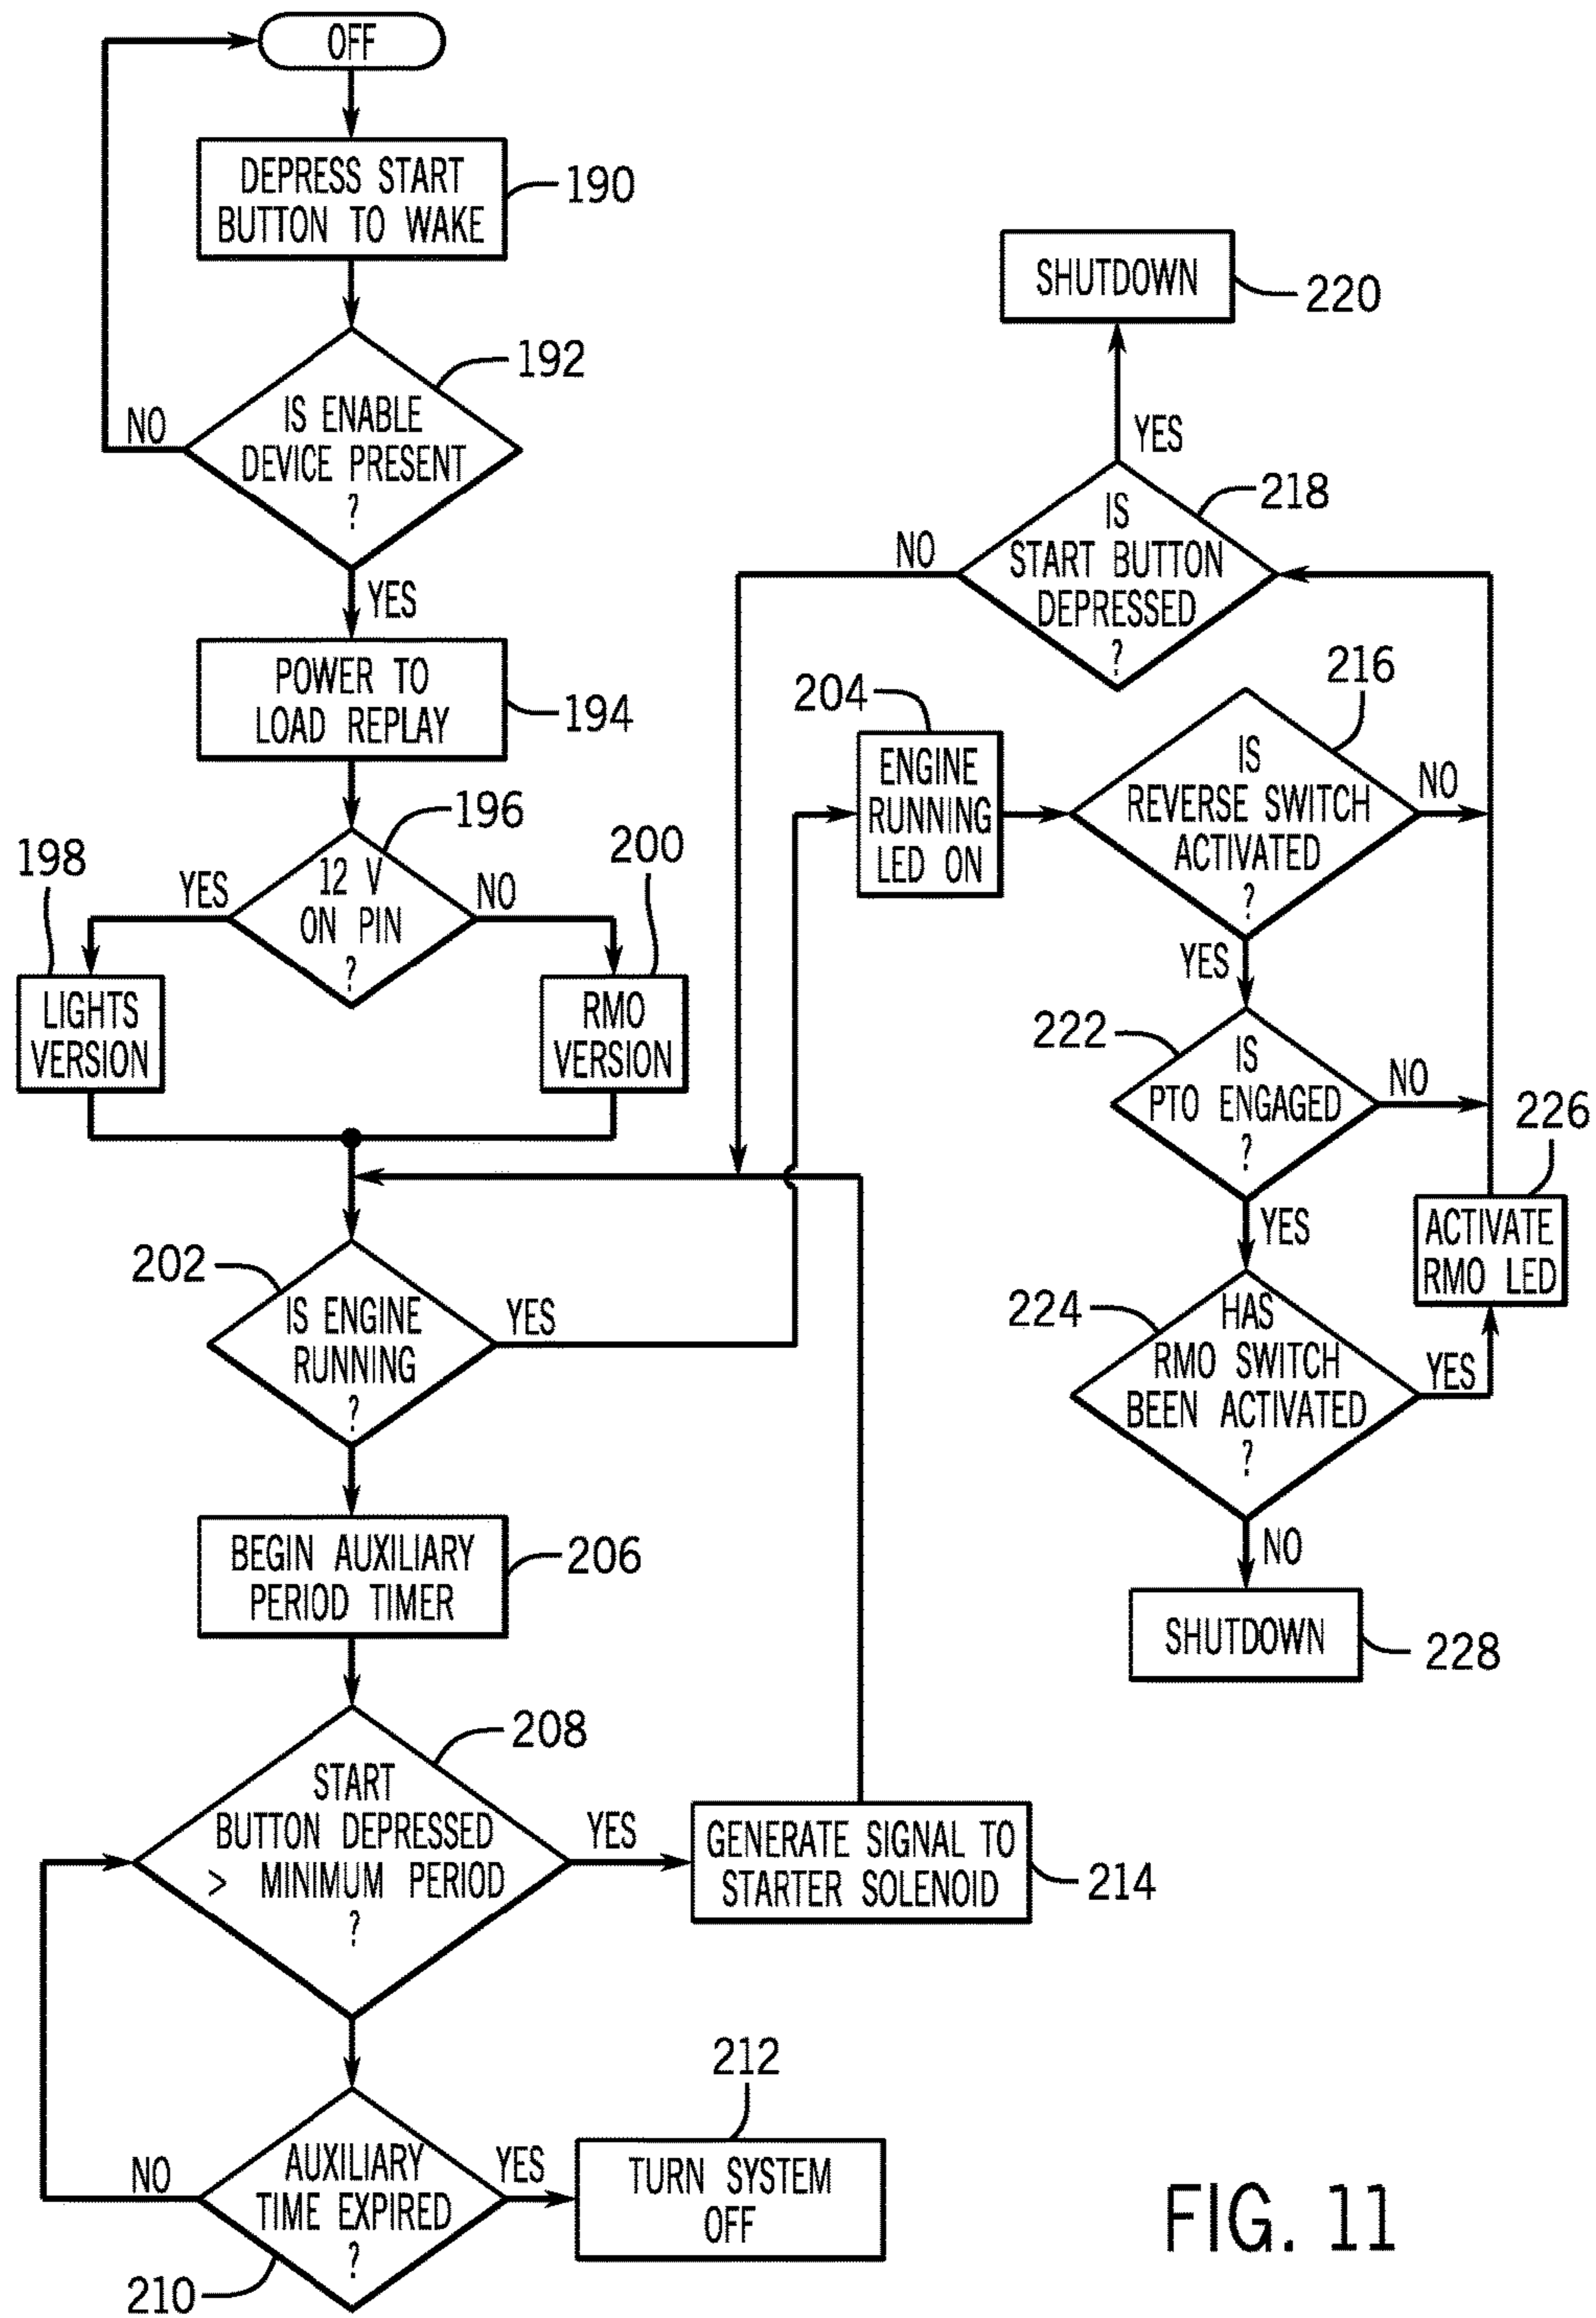 OFF
DEPRESS START
BUTTON TO WAKE
190
192
IS ENABLE
DEVICE PRESENT
?
NO
YES
POWER TO
LOAD REPLAY
194
196
12 V
ON PIN
?
YES
NO
198
200
LIGHTS
VERSION
RMO
VERSION
202
IS ENGINE
RUNNING
?
YES
BEGIN AUXILIARY
PERIOD TIMER
206
208
START
BUTTON DEPRESSED
> MINIMUM PERIOD
?
YES
GENERATE SIGNAL TO
STARTER SOLENOID
214
AUXILIARY
TIME EXPIRED
?
NO
YES
210
212
TURN SYSTEM
OFF
SHUTDOWN
220
YES
218
IS
START BUTTON
DEPRESSED
?
NO
204
ENGINE
RUNNING
LED ON
216
IS
REVERSE SWITCH
ACTIVATED
?
NO
YES
222
IS
PTO ENGAGED
?
NO
YES
226
ACTIVATE
RMO LED
224
HAS
RMO SWITCH
BEEN ACTIVATED
?
YES
NO
SHUTDOWN
228
FIG. 11